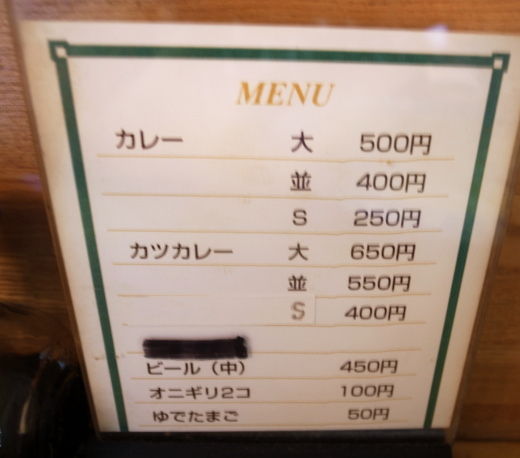 MENU
カレー 大 500円
並 400円
S 250円
カツカレー 大 650円
並 550円
S 400円
ビール（中） 450円
オニギリ2コ 100円
ゆでたまご 50円